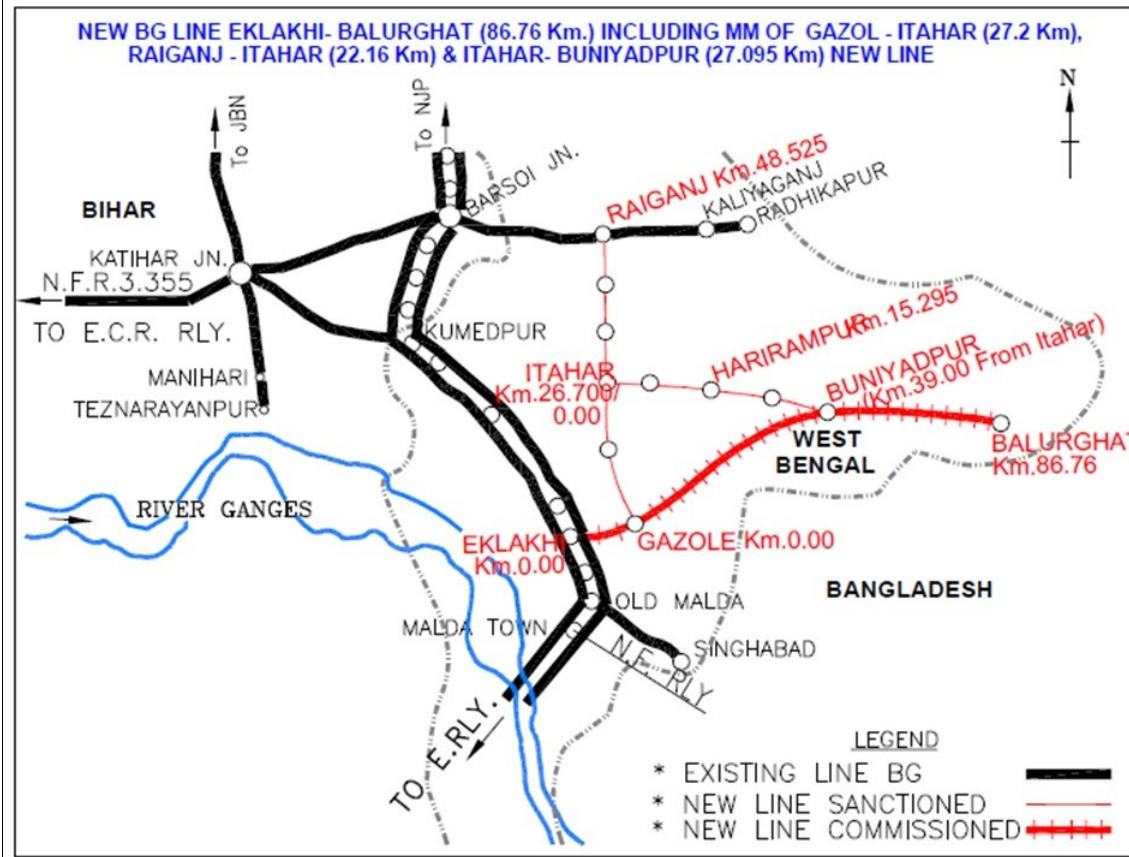 NEW BG LINE EKLAKHI- BALURGHAT (86.76 Km.) INCLUDING MM OF GAZOL - ITAHAR (27.2 Km),
RAIGANJ - ITAHAR (22.16 Km) & ITAHAR- BUNIYADPUR (27.095 Km) NEW LINE
N
To JBN
To NJP
BARSOI JN.
RAIGANJ Km.48.525
KALIYAGANJ
RADHIKAPUR
BIHAR
KATIHAR JN.
N.F.R.3.355
TO E.C.R. RLY.
KUMEDPUR
MANIHARI
TEZNARAYANPUR
ITAHAR
Km.26.700/
0.00
HARIRAMPUR Km.15.295
BUNIYADPUR
(Km.39.00 From Itahar)
WEST
BENGAL
BALURGHAT
Km.86.76
RIVER GANGES
EKLAKHI
Km.0.00
GAZOLE Km.0.00
BANGLADESH
OLD MALDA
MALDA TOWN
SINGHABAD
N.F. RLY
TO E.RLY.
LEGEND
* EXISTING LINE BG
* NEW LINE SANCTIONED
* NEW LINE COMMISSIONED